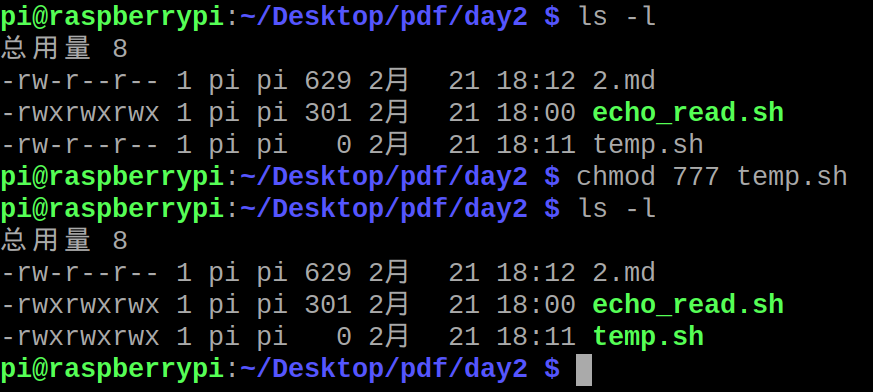 pi@raspberrypi:~/Desktop/pdf/day2 $ ls -l
总用量 8
-rw-r--r-- 1 pi pi 629 2月  21 18:12 2.md
-rwxrwxrwx 1 pi pi 301 2月  21 18:00 echo_read.sh
-rw-r--r-- 1 pi pi   0 2月  21 18:11 temp.sh
pi@raspberrypi:~/Desktop/pdf/day2 $ chmod 777 temp.sh
pi@raspberrypi:~/Desktop/pdf/day2 $ ls -l
总用量 8
-rw-r--r-- 1 pi pi 629 2月  21 18:12 2.md
-rwxrwxrwx 1 pi pi 301 2月  21 18:00 echo_read.sh
-rwxrwxrwx 1 pi pi   0 2月  21 18:11 temp.sh
pi@raspberrypi:~/Desktop/pdf/day2 $